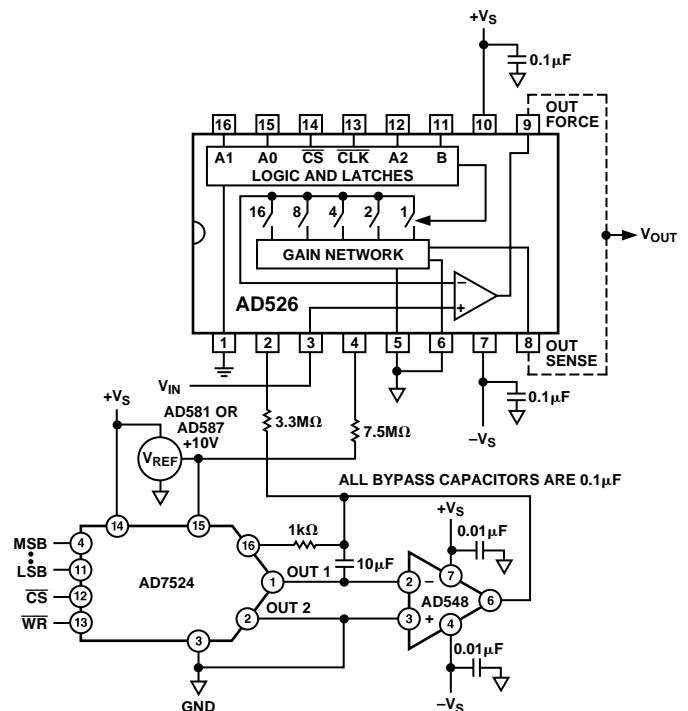 +VS
0.1μF
OUT
FORCE
16 15 14 13 12 11 10 9
A1 A0 CS CLK A2 B
LOGIC AND LATCHES
16 8 4 2 1
VOUT
GAIN NETWORK
−
+
AD526
1 2 3 4 5 6 7 8
OUT
SENSE
VIN
0.1μF
−VS
+VS
AD581 OR
AD587
+10V
VREF
3.3MΩ
7.5MΩ
ALL BYPASS CAPACITORS ARE 0.1μF
+VS
0.01μF
14 15
16
1kΩ
10μF
MSB 4
LSB 11
CS 12
WR 13
AD7524
1 OUT 1
2 OUT 2
3
GND
2 −
3 +
7
AD548
6
4
0.01μF
−VS